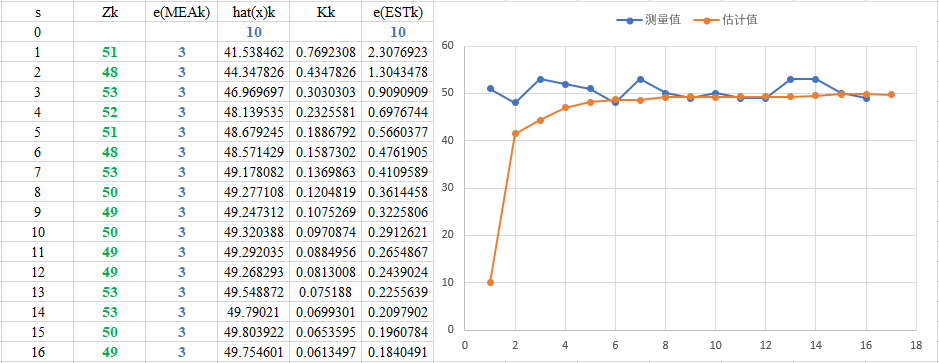 s Zk e(MEAk) hat(x)k Kk e(ESTk)
0 10 10
1 51 3 41.538462 0.7692308 2.3076923
2 48 3 44.347826 0.4347826 1.3043478
3 53 3 46.969697 0.3030303 0.9090909
4 52 3 48.139535 0.2325581 0.6976744
5 51 3 48.679245 0.1886792 0.5660377
6 48 3 48.571429 0.1587302 0.4761905
7 53 3 49.178082 0.1369863 0.4109589
8 50 3 49.277108 0.1204819 0.3614458
9 49 3 49.247312 0.1075269 0.3225806
10 50 3 49.320388 0.0970874 0.2912621
11 49 3 49.292035 0.0884956 0.2654867
12 49 3 49.268293 0.0813008 0.2439024
13 53 3 49.548872 0.075188 0.2255639
14 53 3 49.79021 0.0699301 0.2097902
15 50 3 49.803922 0.0653595 0.1960784
16 49 3 49.754601 0.0613497 0.1840491
测量值 估计值
60
50
40
30
20
10
0
0 2 4 6 8 10 12 14 16 18